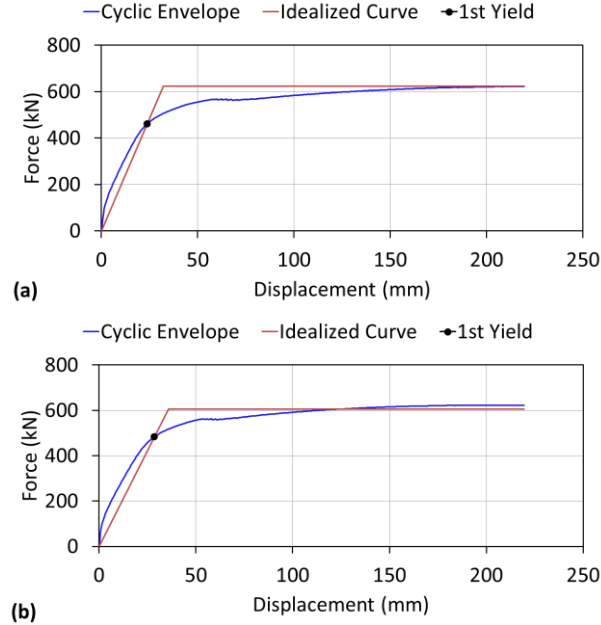 Cyclic Envelope Idealized Curve 1st Yield
800
600
400
200
0
Force (kN)
0 50 100 150 200 250
Displacement (mm)
(a)
Cyclic Envelope Idealized Curve 1st Yield
800
600
400
200
0
Force (kN)
0 50 100 150 200 250
Displacement (mm)
(b)